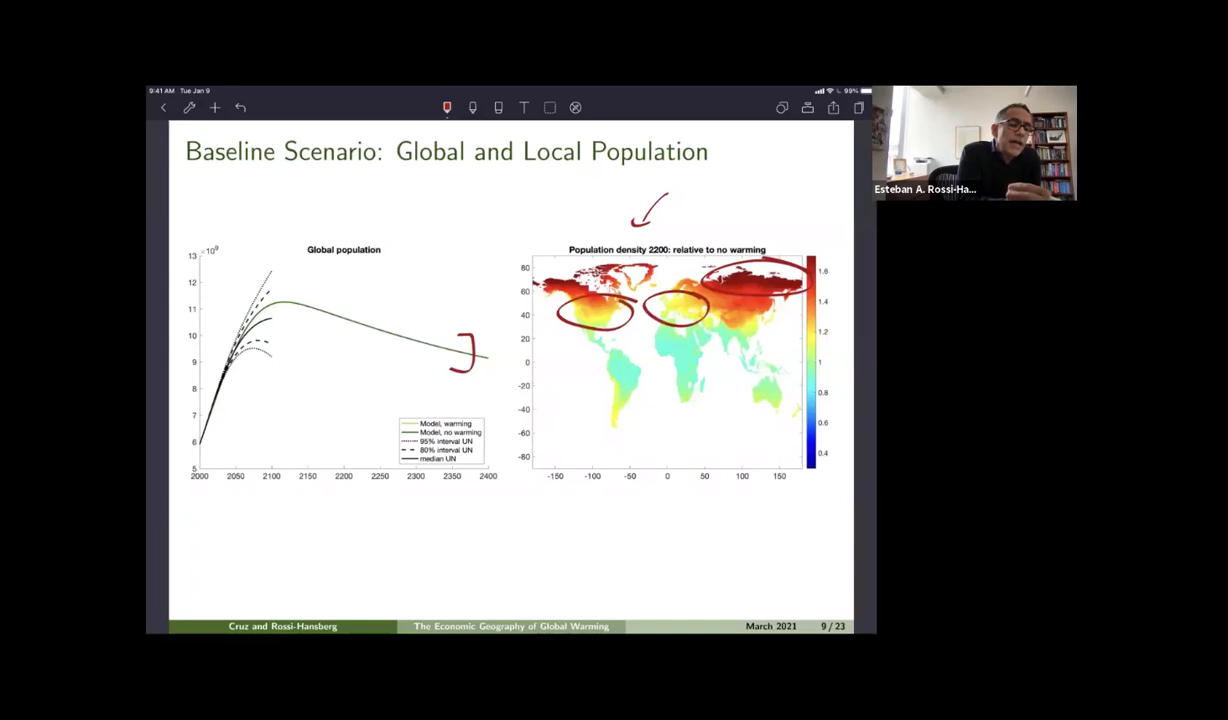 9:41 AM Tue Jan 9
99%
Baseline Scenario: Global and Local Population
Esteban A. Rossi-Ha...
Global population
×10⁹
13
12
11
10
9
8
7
6
5
2000 2050 2100 2150 2200 2250 2300 2350 2400
Model, warming
Model, no warming
95% interval UN
80% interval UN
median UN
Population density 2200: relative to no warming
80
60
40
20
0
-20
-40
-60
-80
-150 -100 -50 0 50 100 150
1.6
1.4
1.2
1
0.8
0.6
0.4
Cruz and Rossi-Hansberg The Economic Geography of Global Warming March 2021 9 / 23